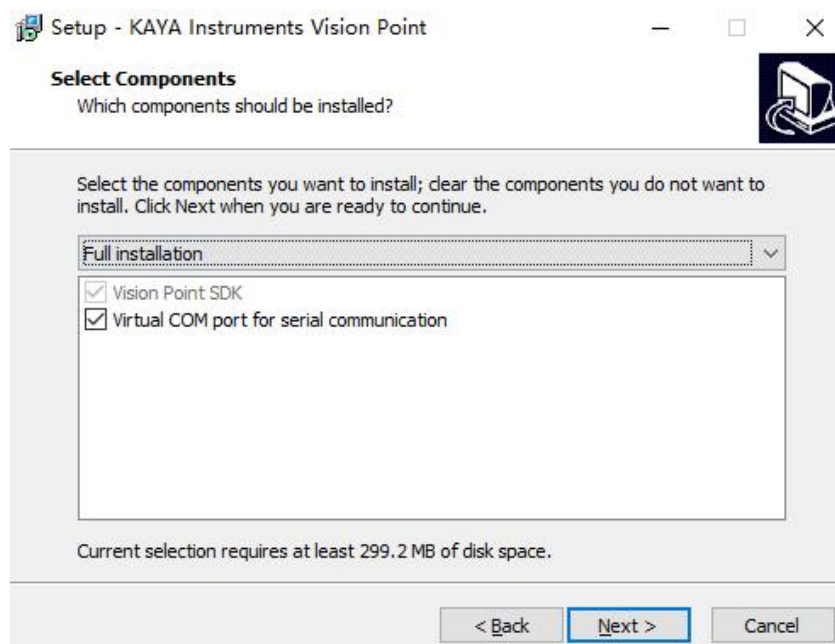 Setup - KAYA Instruments Vision Point
Select Components
Which components should be installed?
Select the components you want to install; clear the components you do not want to
install. Click Next when you are ready to continue.
Full installation
Vision Point SDK
Virtual COM port for serial communication
Current selection requires at least 299.2 MB of disk space.
< Back Next > Cancel